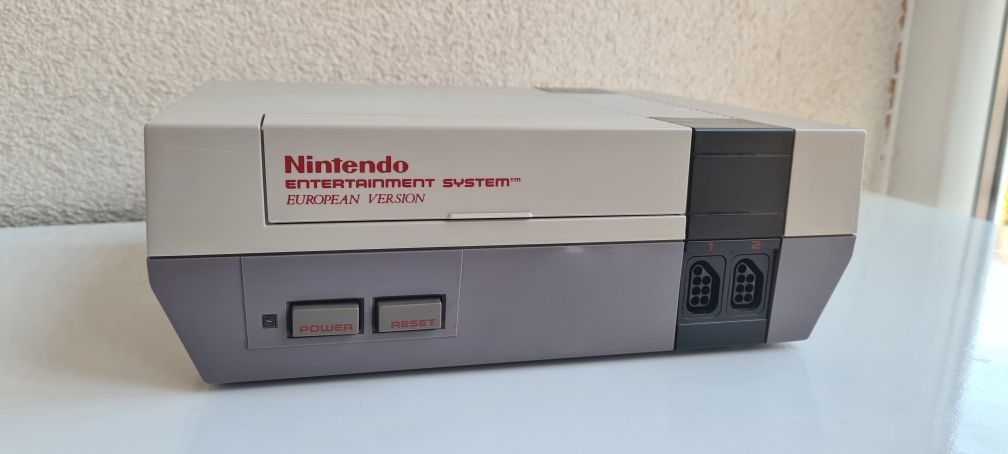 Nintendo
ENTERTAINMENT SYSTEM™
EUROPEAN VERSION
1 2
POWER RESET